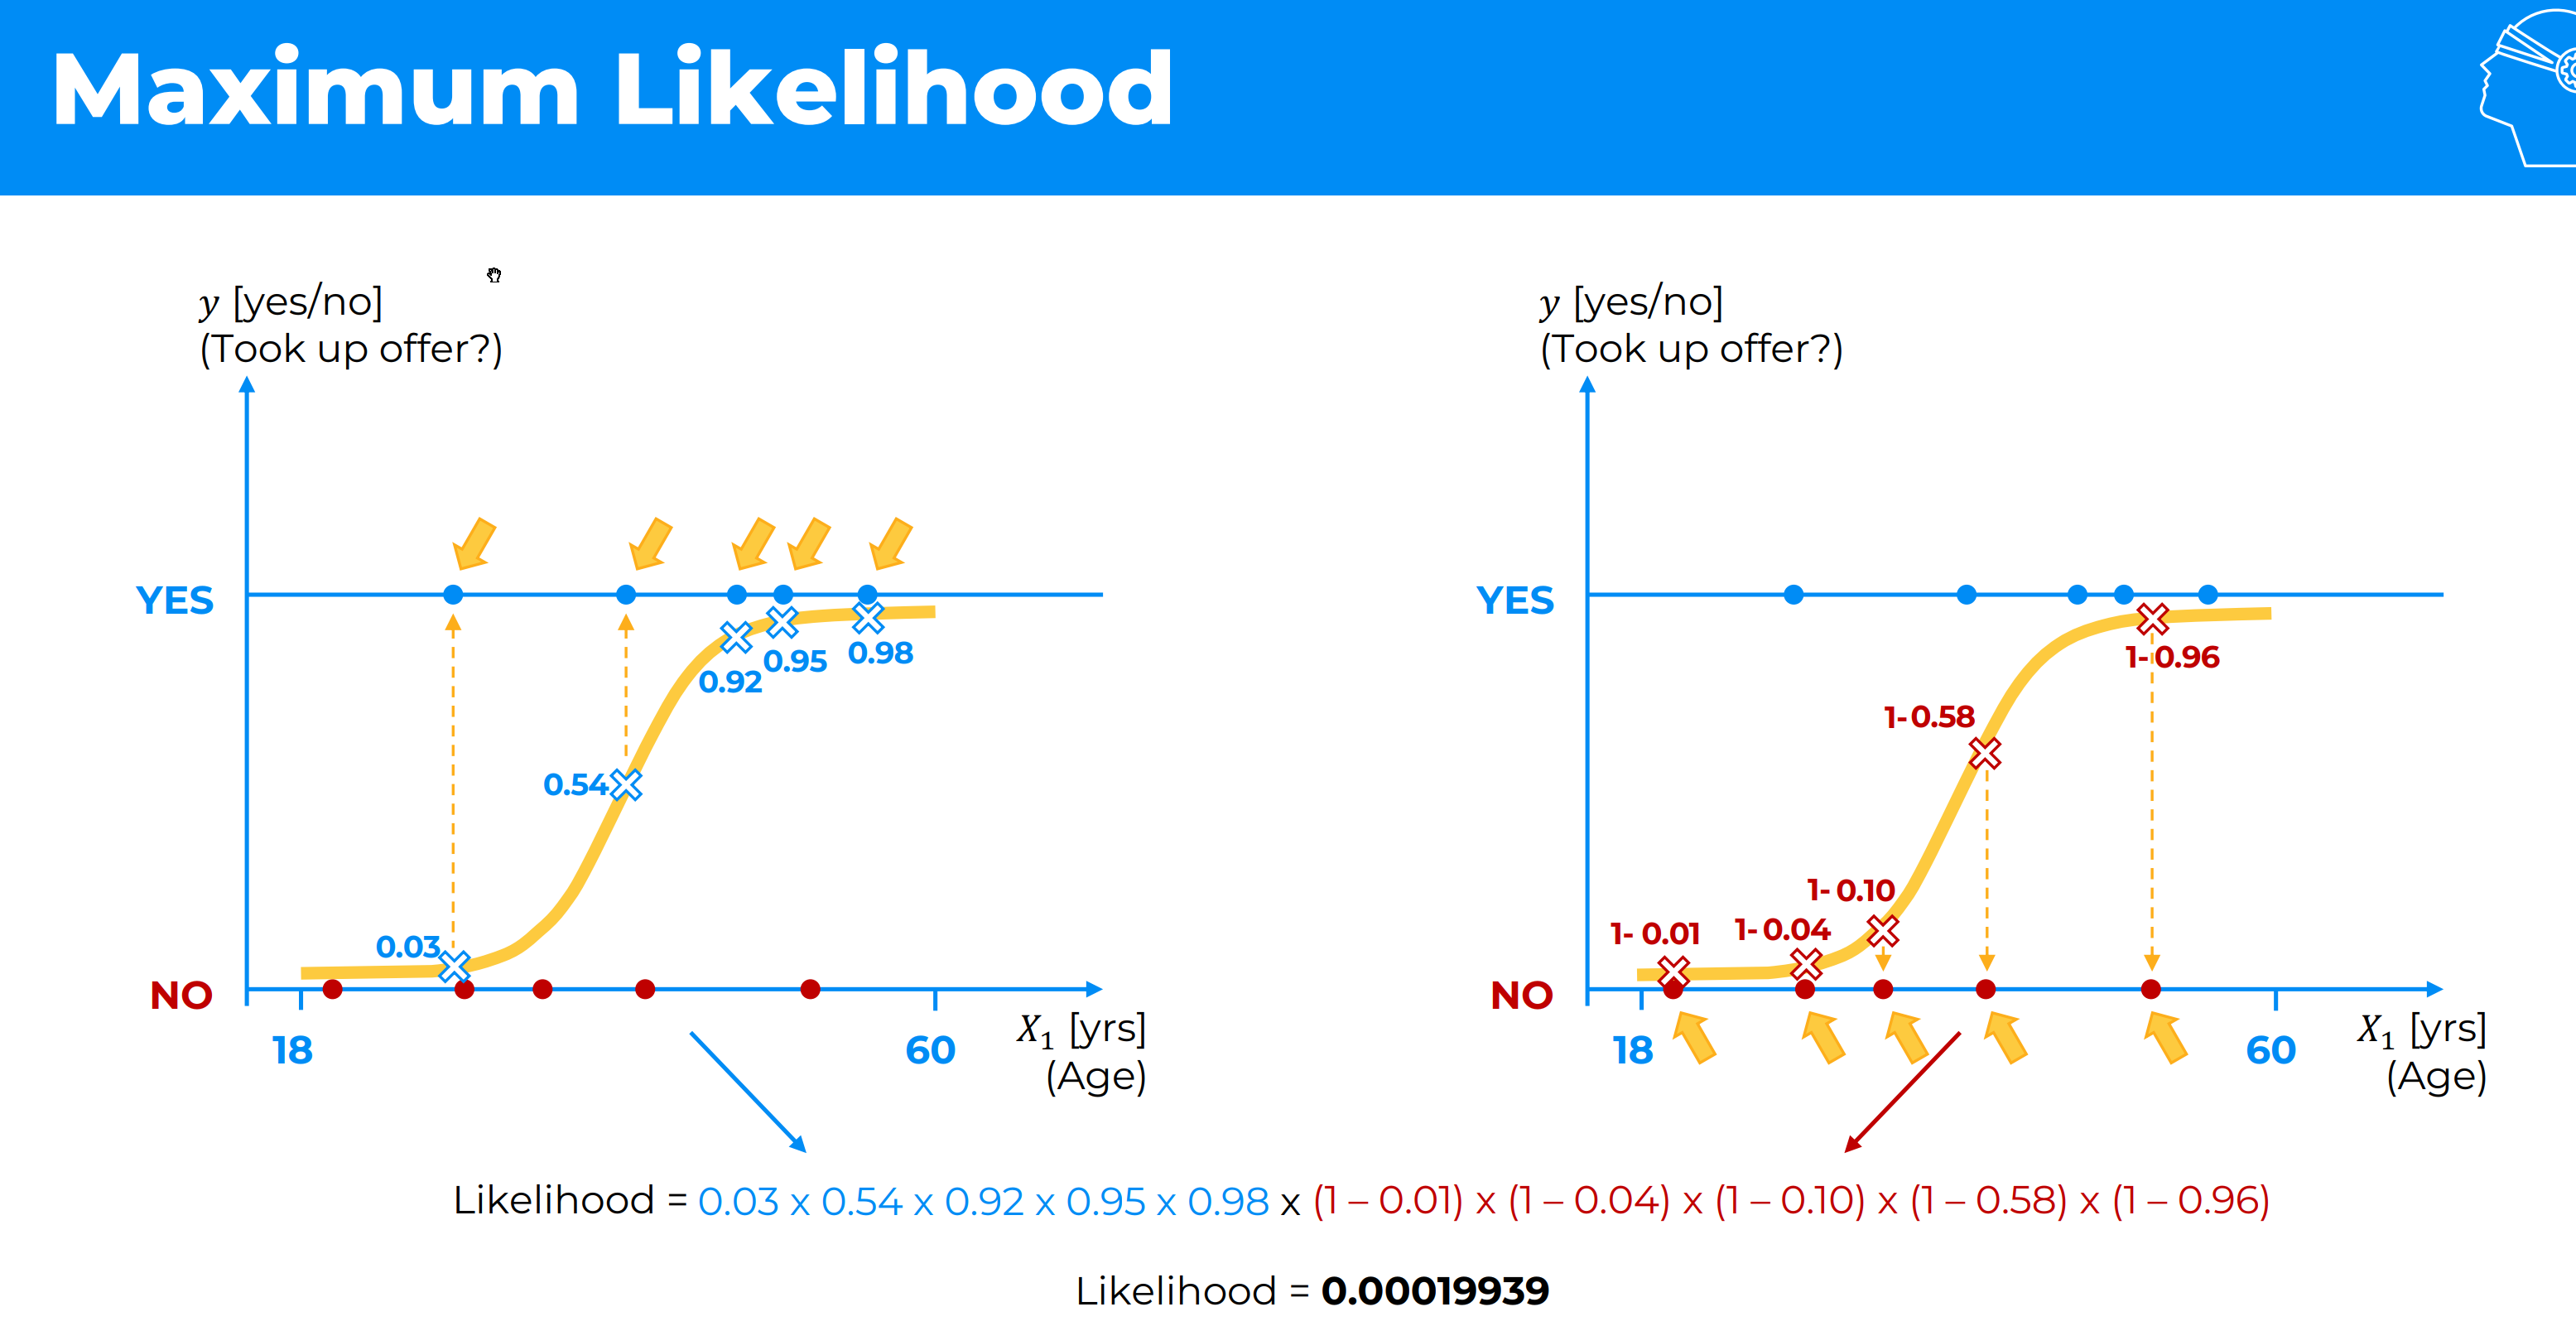 Maximum Likelihood
y [yes/no]
(Took up offer?)
YES
0.92
0.95
0.98
0.54
0.03
NO
18
60
X₁ [yrs]
(Age)
y [yes/no]
(Took up offer?)
YES
1- 0.96
1- 0.58
1- 0.10
1- 0.01
1- 0.04
NO
18
60
X₁ [yrs]
(Age)
Likelihood = 0.03 x 0.54 x 0.92 x 0.95 x 0.98 x (1 – 0.01) x (1 – 0.04) x (1 – 0.10) x (1 – 0.58) x (1 – 0.96)
Likelihood = 0.00019939